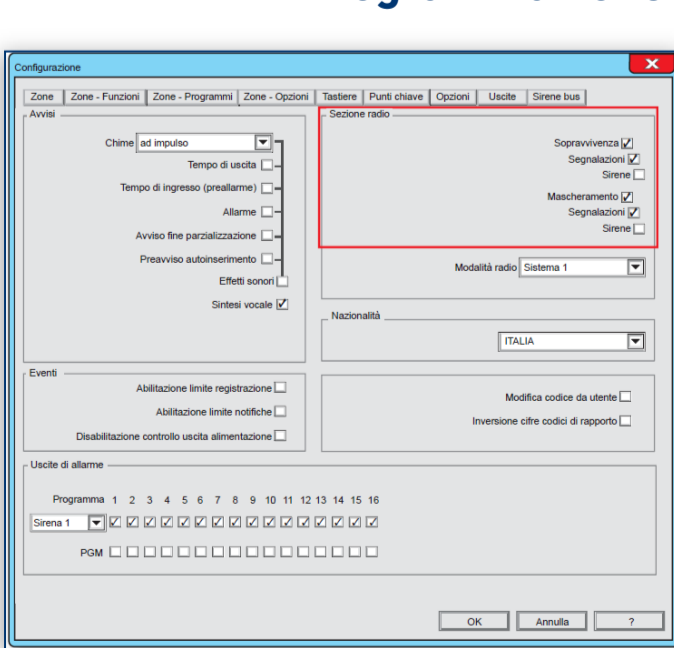 Configurazione
Zone Zone - Funzioni Zone - Programmi Zone - Opzioni Tastiere Punti chiave Opzioni Uscite Sirene bus
Avvisi
Chime ad impulso
Tempo di uscita
Tempo di ingresso (preallarme)
Allarme
Avviso fine parzializzazione
Preavviso autoinserimento
Effetti sonori
Sintesi vocale
Sezione radio
Sopravvivenza
Segnalazioni
Sirene
Mascheramento
Segnalazioni
Sirene
Modalità radio Sistema 1
Nazionalità
ITALIA
Eventi
Abilitazione limite registrazione
Abilitazione limite notifiche
Disabilitazione controllo uscita alimentazione
Modifica codice da utente
Inversione cifre codici di rapporto
Uscite di allarme
Programma 1 2 3 4 5 6 7 8 9 10 11 12 13 14 15 16
Sirena 1
PGM
OK Annulla ?